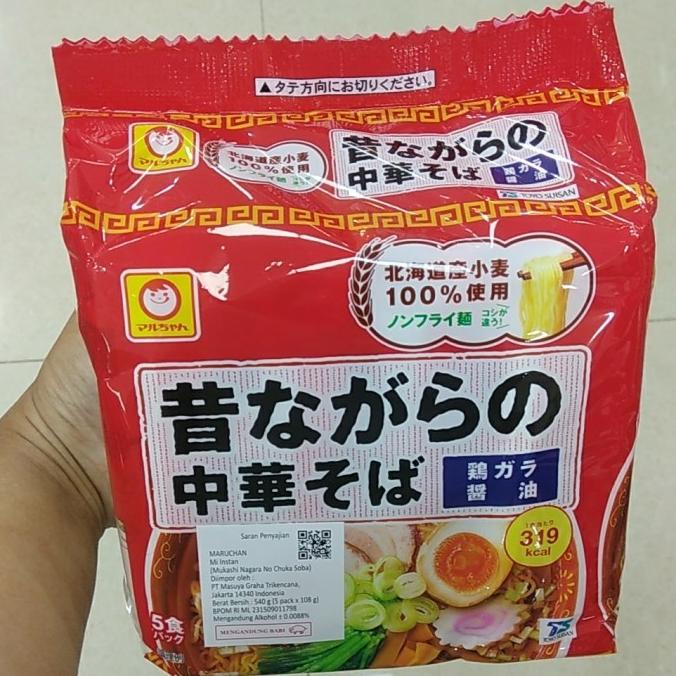 ▲タテ方向にお切りください。
マルちゃん
北海道産小麦
100%使用
ノンフライ麺
昔ながらの
中華そば
鶏ガラ
醤油
TOYO SUISAN
マルちゃん
北海道産小麦
100%使用
ノンフライ麺
コシが
違う!
昔ながらの
中華そば
鶏ガラ
醤油
319
kcal
Saran Penyajian
MARUCHAN
Mi Instan
(Mukashi Nagara No Chuka Soba)
Diimpor oleh :
PT Masuya Graha Trikencana,
Jakarta 14340 Indonesia
Berat Bersih : 540 g (5 pack x 108 g)
BPOM RI ML 231509011798
Mengandung Alkohol ± 0.0088%
MENGANDUNG BABI
5食
パック
TOYO SUISAN